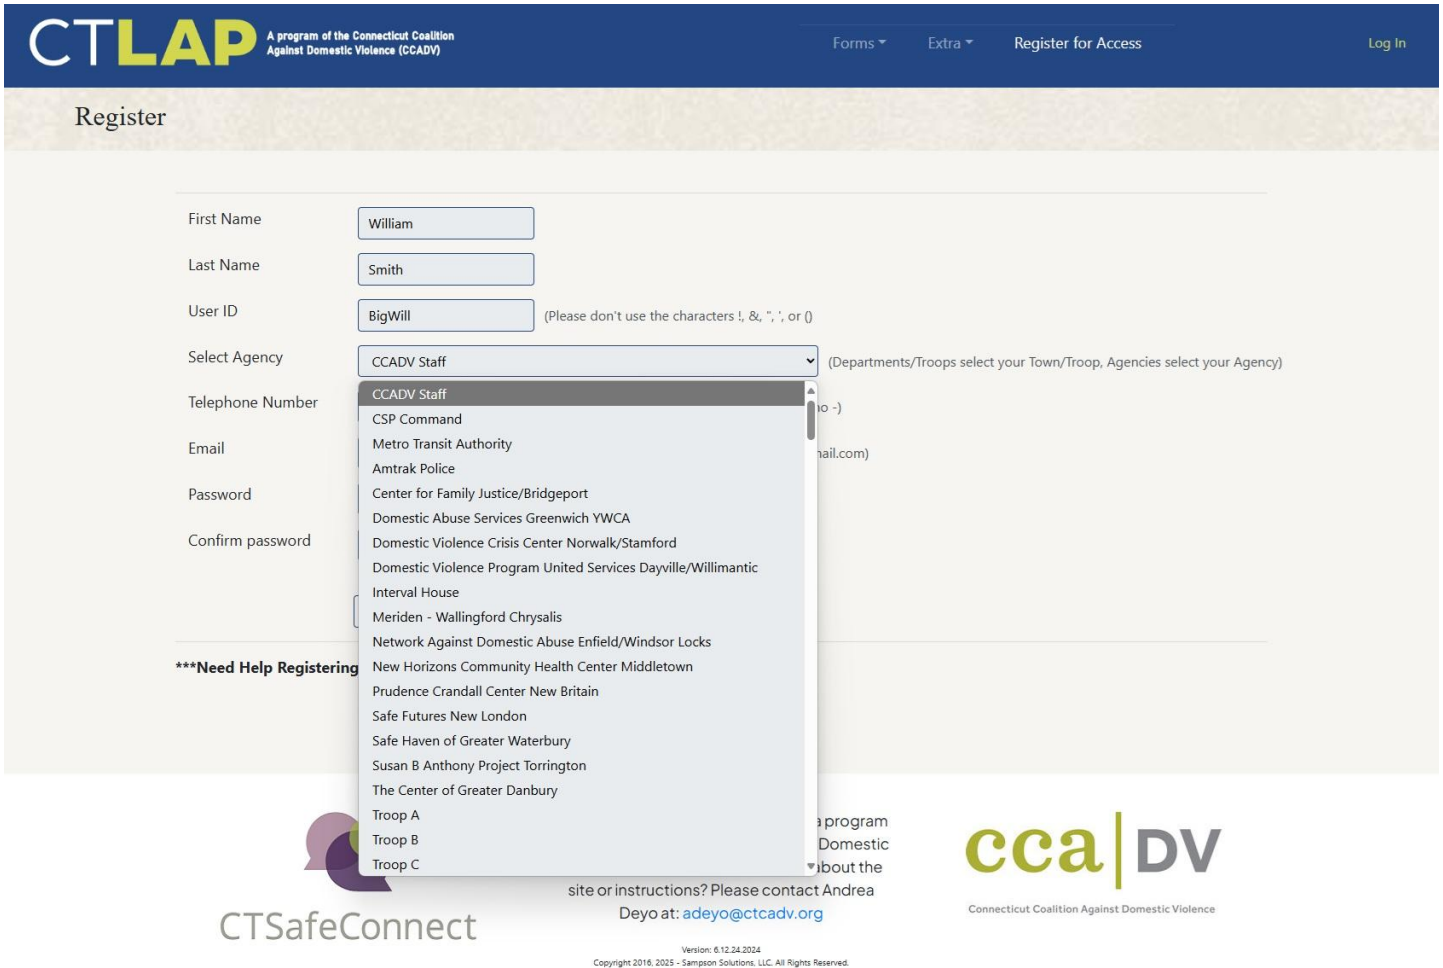 CTLAP
A program of the Connecticut Coalition
Against Domestic Violence (CCADV)
Forms
Extra
Register for Access
Log In
Register
First Name
William
Last Name
Smith
User ID
BigWill
(Please don't use the characters !, &, ", ', or ()
Select Agency
CCADV Staff
(Departments/Troops select your Town/Troop, Agencies select your Agency)
CCADV Staff
Telephone Number
no -)
CSP Command
Metro Transit Authority
Email
ail.com)
Amtrak Police
Password
Center for Family Justice/Bridgeport
Domestic Abuse Services Greenwich YWCA
Confirm password
Domestic Violence Crisis Center Norwalk/Stamford
Domestic Violence Program United Services Dayville/Willimantic
Interval House
Meriden - Wallingford Chrysalis
Network Against Domestic Abuse Enfield/Windsor Locks
***Need Help Registering
New Horizons Community Health Center Middletown
Prudence Crandall Center New Britain
Safe Futures New London
Safe Haven of Greater Waterbury
Susan B Anthony Project Torrington
The Center of Greater Danbury
Troop A
Troop B
Troop C
a program
Domestic
about the
site or instructions? Please contact Andrea
Deyo at: adeyo@ctcadv.org
CTSafeConnect
cca DV
Connecticut Coalition Against Domestic Violence
Version: 6.12.24.2024
Copyright 2016, 2025 - Sampson Solutions, LLC. All Rights Reserved.